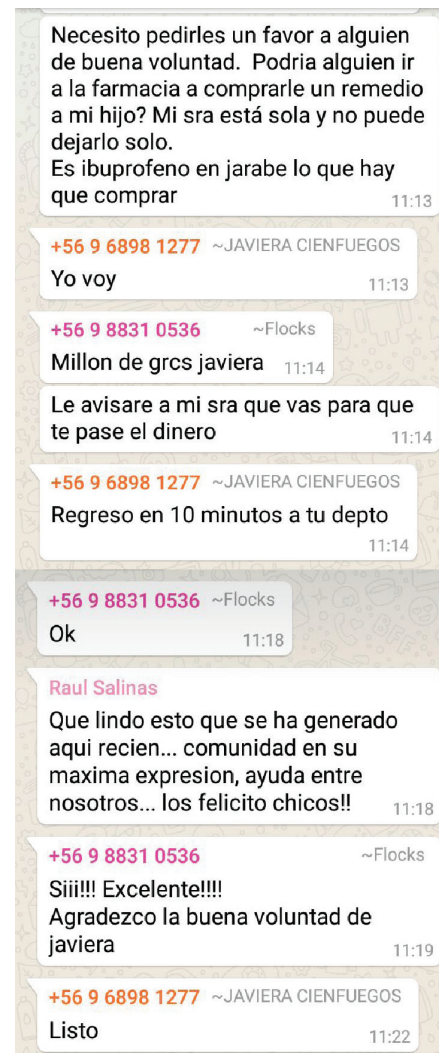 Necesito pedirles un favor a alguien
de buena voluntad. Podria alguien ir
a la farmacia a comprarle un remedio
a mi hijo? Mi sra está sola y no puede
dejarlo solo.
Es ibuprofeno en jarabe lo que hay
que comprar
11:13
+56 9 6898 1277 ~JAVIERA CIENFUEGOS
Yo voy
11:13
+56 9 8831 0536 ~Flocks
Millon de grcs javiera 11:14
Le avisare a mi sra que vas para que
te pase el dinero
11:14
+56 9 6898 1277 ~JAVIERA CIENFUEGOS
Regreso en 10 minutos a tu depto
11:14
+56 9 8831 0536 ~Flocks
Ok
11:18
Raul Salinas
Que lindo esto que se ha generado
aqui recien... comunidad en su
maxima expresion, ayuda entre
nosotros... los felicito chicos!! 11:18
+56 9 8831 0536 ~Flocks
Siii!!! Excelente!!!!
Agradezco la buena voluntad de
javiera
11:19
+56 9 6898 1277 ~JAVIERA CIENFUEGOS
Listo
11:22